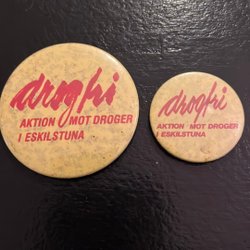 drogfri
AKTION MOT DROGER
I ESKILSTUNA
drogfri
AKTION MOT DROGER
I ESKILSTUNA